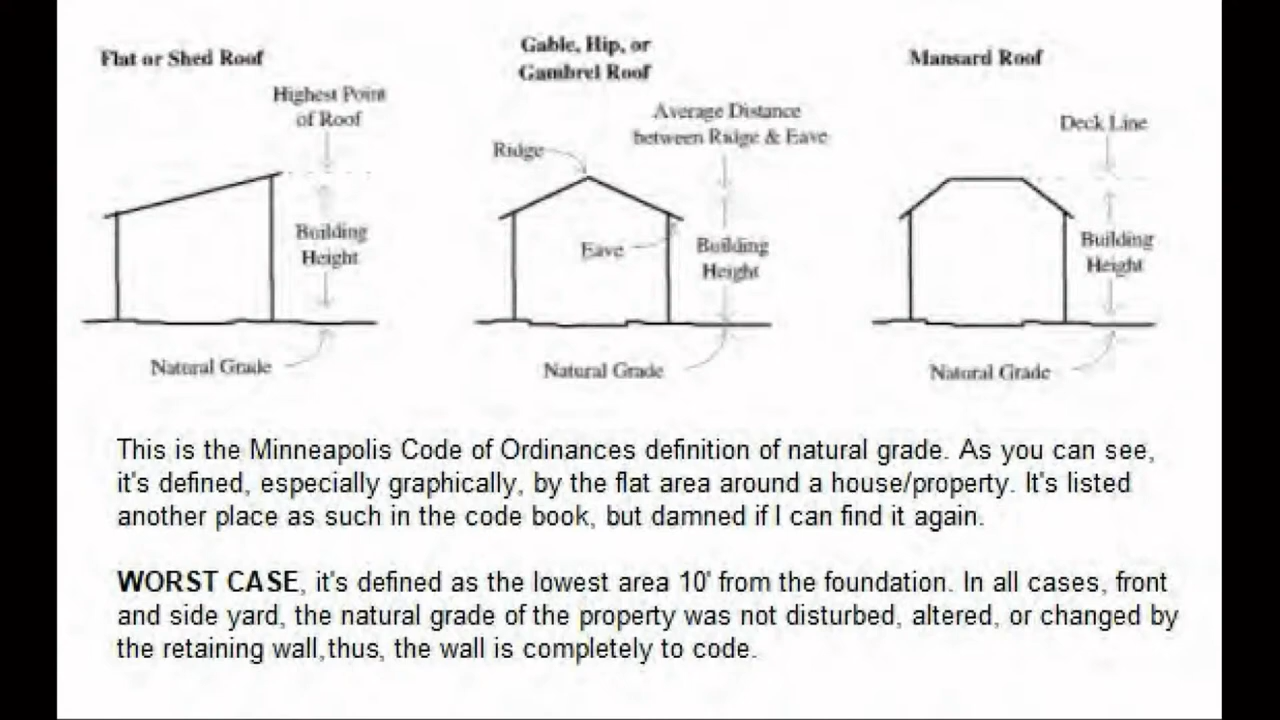 Flat or Shed Roof
Highest Point
of Roof
Building
Height
Natural Grade
Gable, Hip, or
Gambrel Roof
Average Distance
between Ridge & Eave
Ridge
Eave
Building
Height
Natural Grade
Mansard Roof
Deck Line
Building
Height
Natural Grade
This is the Minneapolis Code of Ordinances definition of natural grade. As you can see,
it's defined, especially graphically, by the flat area around a house/property. It's listed
another place as such in the code book, but damned if I can find it again.
WORST CASE, it's defined as the lowest area 10' from the foundation. In all cases, front
and side yard, the natural grade of the property was not disturbed, altered, or changed by
the retaining wall,thus, the wall is completely to code.